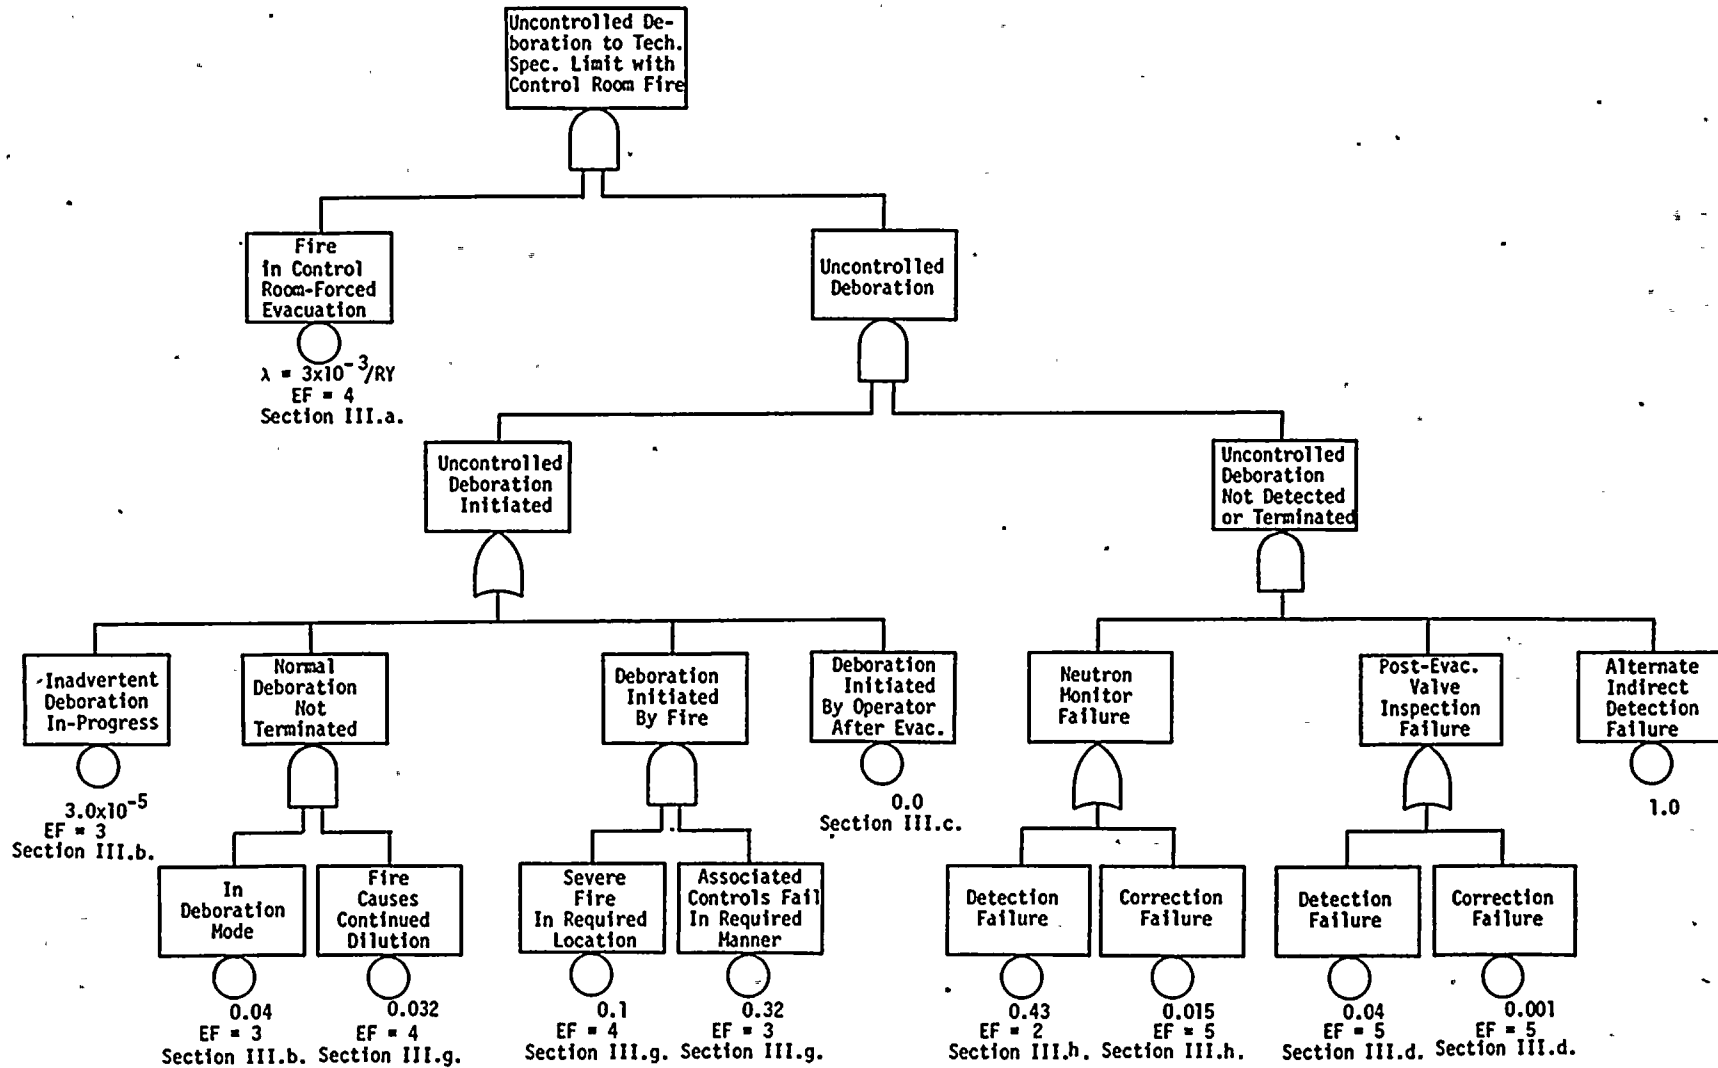 Uncontrolled De-
boration to Tech.
Spec. Limit with
Control Room Fire
Fire
in Control
Room-Forced
Evacuation
λ = 3x10⁻³/RY
EF = 4
Section III.a.
Uncontrolled
Deboration
Uncontrolled
Deboration
Initiated
Uncontrolled
Deboration
Not Detected
or Terminated
Inadvertent
Deboration
In-Progress
3.0x10⁻⁵
EF = 3
Section III.b.
Normal
Deboration
Not
Terminated
Deboration
Initiated
By Fire
Deboration
Initiated
By Operator
After Evac.
0.0
Section III.c.
Neutron
Monitor
Failure
Post-Evac.
Valve
Inspection
Failure
Alternate
Indirect
Detection
Failure
1.0
In
Deboration
Mode
0.04
EF = 3
Section III.b.
Fire
Causes
Continued
Dilution
0.032
EF = 4
Section III.g.
Severe
Fire
In Required
Location
0.1
EF = 4
Section III.g.
Associated
Controls Fail
In Required
Manner
0.32
EF = 3
Section III.g.
Detection
Failure
0.43
EF = 2
Section III.h.
Correction
Failure
0.015
EF = 5
Section III.h.
Detection
Failure
0.04
EF = 5
Section III.d.
Correction
Failure
0.001
EF = 5
Section III.d.